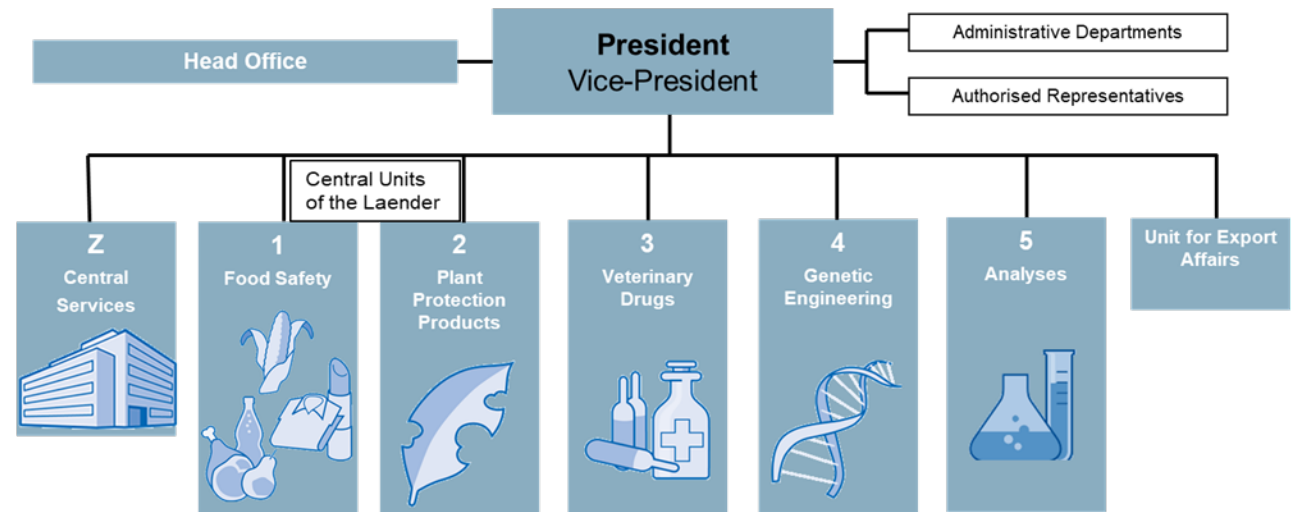 Head Office
President
Vice-President
Administrative Departments
Authorised Representatives
Central Units
of the Laender
Z
Central
Services
1
Food Safety
2
Plant
Protection
Products
3
Veterinary
Drugs
4
Genetic
Engineering
5
Analyses
Unit for Export
Affairs